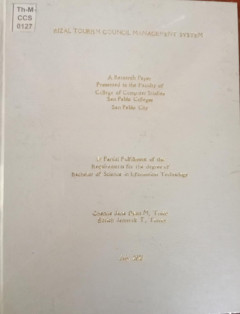 Th-M
CCS
0127
RIZAL TOURISM CONTROL MANAGEMENT SYSTEM
A Research Paper
Presented to the Faculty of
College of Computer Studies
San Pablo Colleges
San Pablo City
In Partial Fulfillment of the
Requirements for the degree of
Bachelor of Science in Information Technology